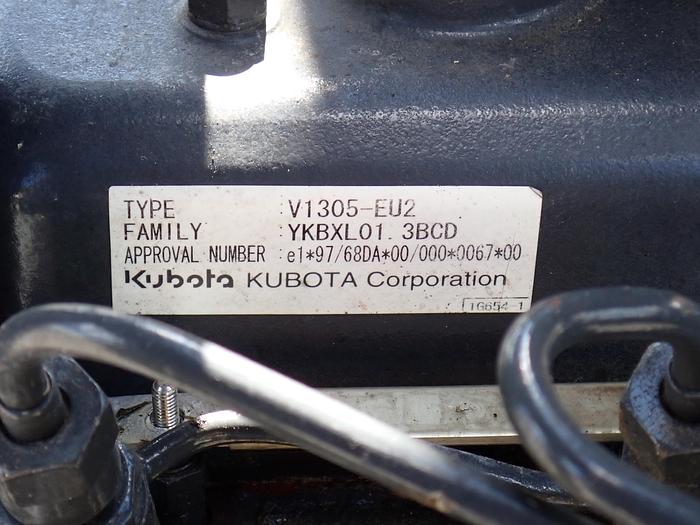 TYPE :V1305-EU2
FAMILY :YKBXL01.3BCD
APPROVAL NUMBER :e1*97/68DA*00/000*0067*00
Kubota KUBOTA Corporation
1G654-1